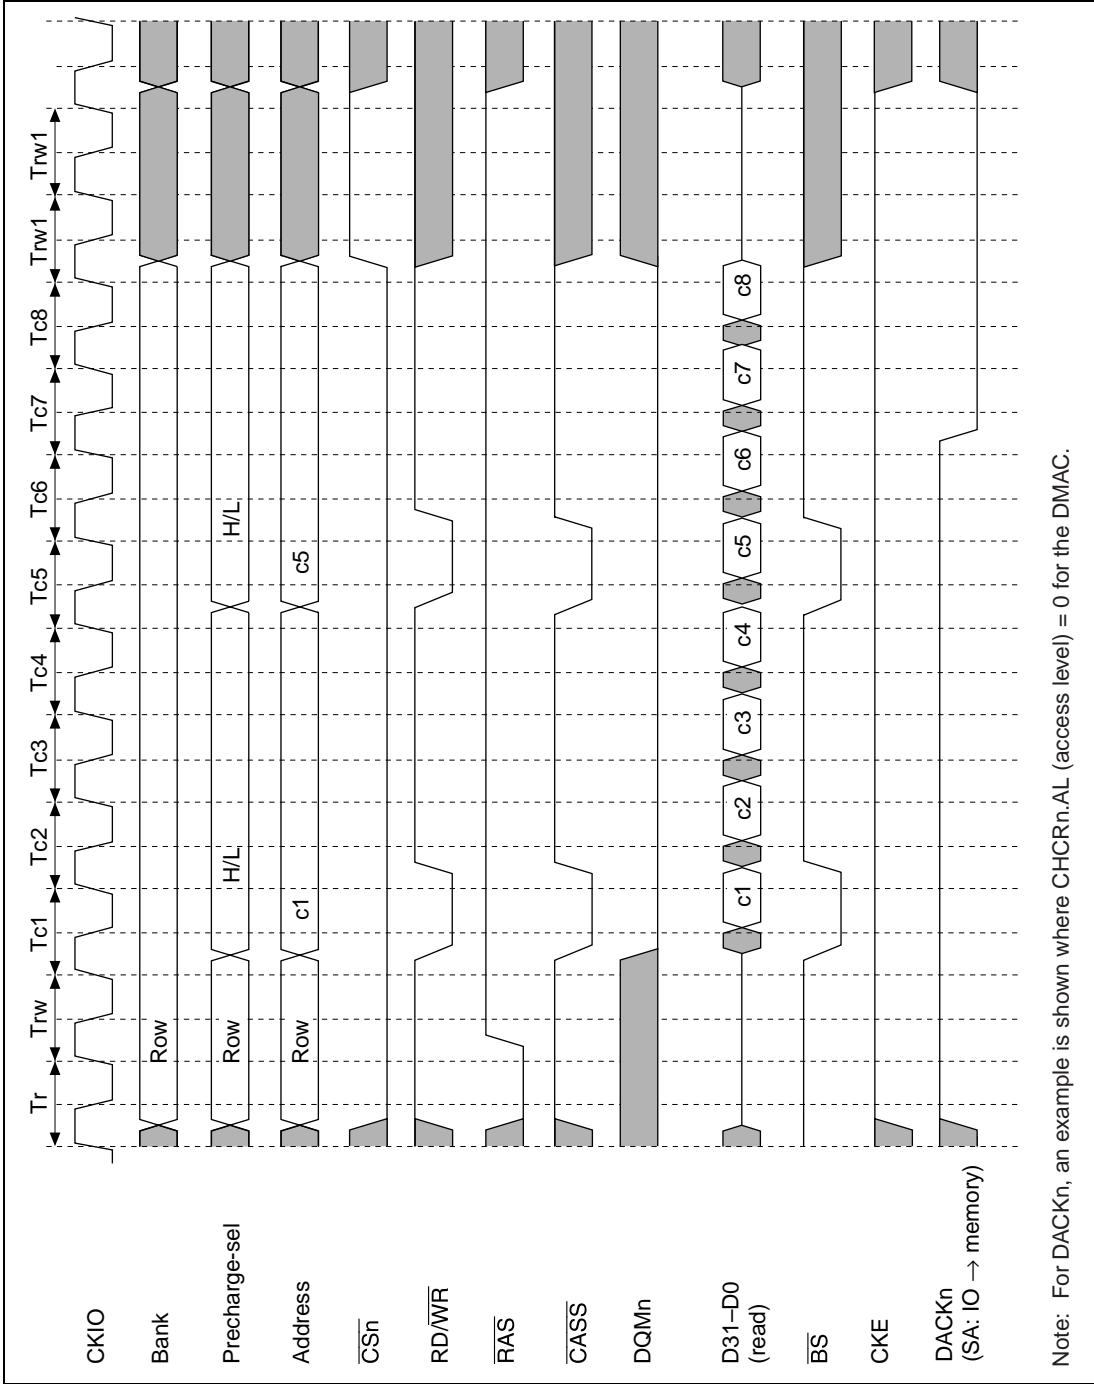 Tr Trw Tc1 Tc2 Tc3 Tc4 Tc5 Tc6 Tc7 Tc8 Trw1 Trw1
CKIO
Bank Row
Precharge-sel Row H/L H/L
Address Row c1 c5
CSn
RD/WR
RAS
CASS
DQMn
D31–D0
(read)
c1 c2 c3 c4 c5 c6 c7 c8
BS
CKE
DACKn
(SA: IO → memory)
Note: For DACKn, an example is shown where CHCRn.AL (access level) = 0 for the DMAC.